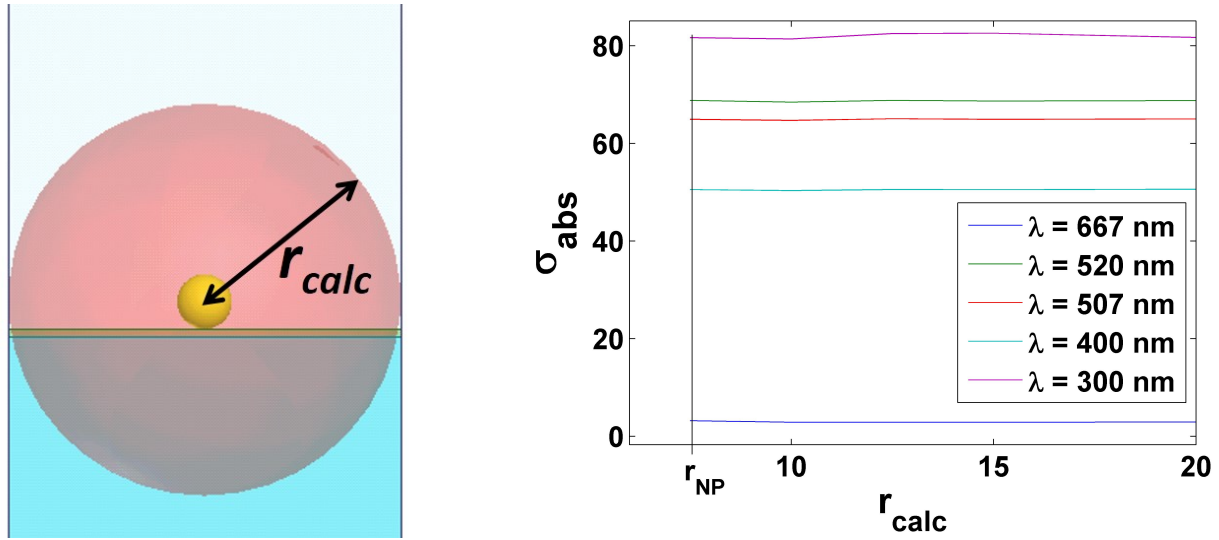 r_calc
80
60
40
20
0
σ_abs
λ = 667 nm
λ = 520 nm
λ = 507 nm
λ = 400 nm
λ = 300 nm
r_NP 10 15 20
r_calc